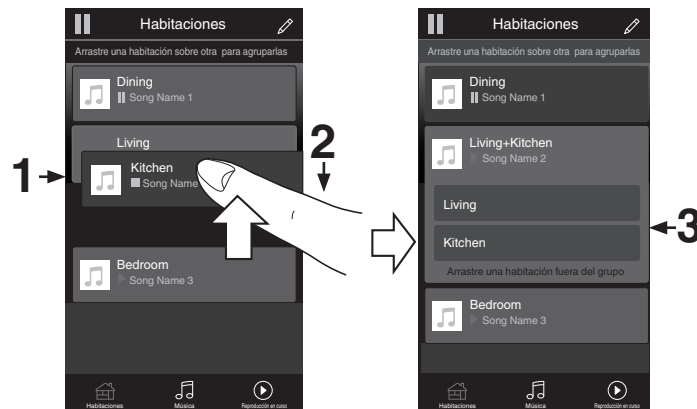 Habitaciones
Arrastre una habitación sobre otra para agruparlas
Dining
Song Name 1
Living
Kitchen
Song Name
Bedroom
Song Name 3
Habitaciones
Música
Reproducción en curso
1
2
Habitaciones
Arrastre una habitación sobre otra para agruparlas
Dining
Song Name 1
Living+Kitchen
Song Name 2
Living
Kitchen
Arrastre una habitación fuera del grupo
Bedroom
Song Name 3
Habitaciones
Música
Reproducción en curso
3